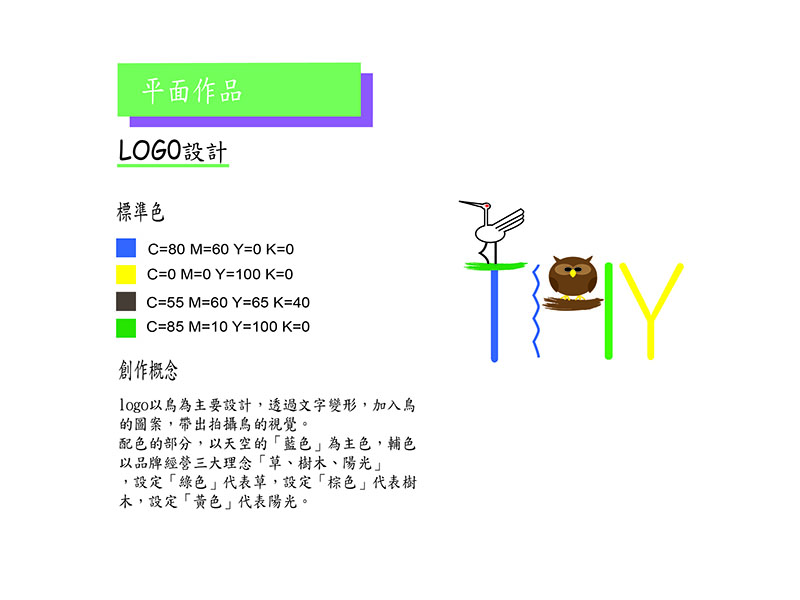 平面作品
LOGO設計
標準色
C=80 M=60 Y=0 K=0
C=0 M=0 Y=100 K=0
C=55 M=60 Y=65 K=40
C=85 M=10 Y=100 K=0
創作概念
logo以鳥為主要設計，透過文字變形，加入鳥
的圖案，帶出拍攝鳥的視覺。
配色的部分，以天空的「藍色」為主色，輔色
以品牌經營三大理念「草、樹木、陽光」
，設定「綠色」代表草，設定「棕色」代表樹
木，設定「黃色」代表陽光。